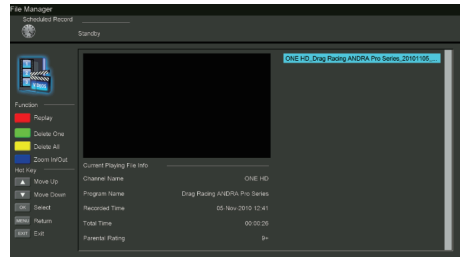 File Manager
Scheduled Record
Standby
ONE HD_Drag Racing ANDRA Pro Series_20101105_...
Function
Replay
Delete One
Delete All
Zoom In/Out
Hot Key
Move Up
Move Down
OK Select
MENU Return
EXIT Exit
Current Playing File Info
Channel Name ONE HD
Program Name Drag Racing ANDRA Pro Series
Recorded Time 05-Nov-2010 12:41
Total Time 00:00:26
Parental Rating 9+